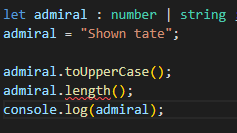 let admiral : number | string ;
admiral = "Shown tate";
admiral.toUpperCase();
admiral.length();
console.log(admiral);